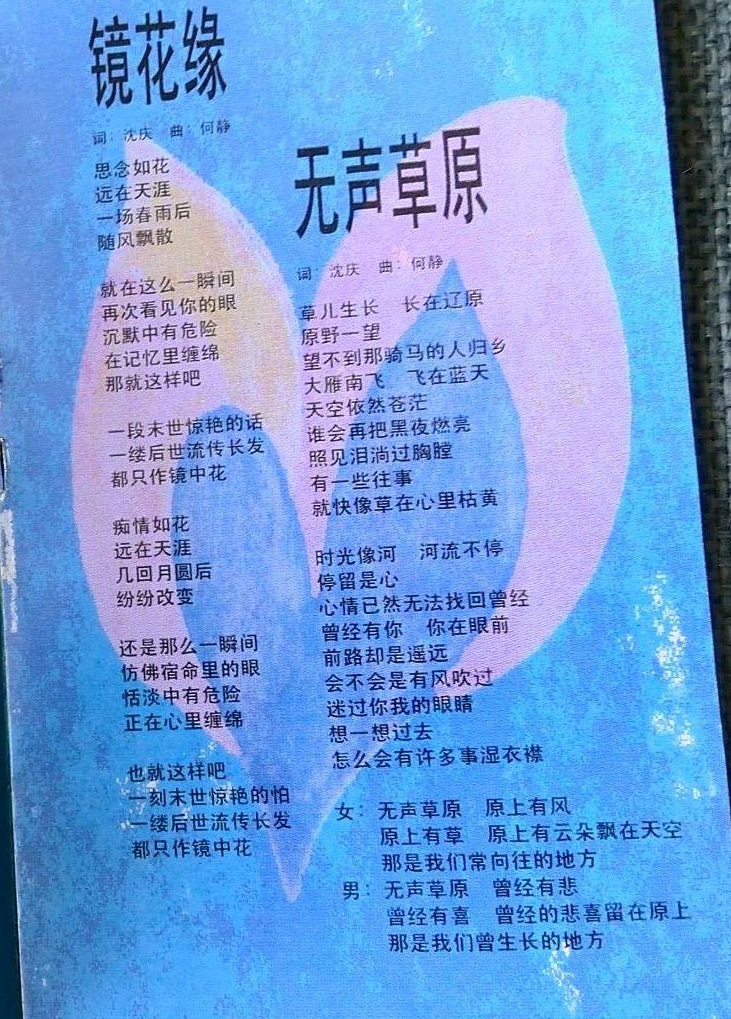 镜花缘
词：沈庆　曲：何静
思念如花
远在天涯
一场春雨后
随风飘散
就在这么一瞬间
再次看见你的眼
沉默中有危险
在记忆里缠绵
那就这样吧
一段末世惊艳的话
一缕后世流传长发
都只作镜中花
痴情如花
远在天涯
几回月圆后
纷纷改变
还是那么一瞬间
仿佛宿命里的眼
恬淡中有危险
正在心里缠绵
也就这样吧
一刻末世惊艳的怕
一缕后世流传长发
都只作镜中花
无声草原
词：沈庆　曲：何静
草儿生长　长在辽原
原野一望
望不到那骑马的人归乡
大雁南飞　飞在蓝天
天空依然苍茫
谁会再把黑夜燃亮
照见泪淌过胸膛
有一些往事
就快像草在心里枯黄
时光像河　河流不停
停留是心
心情已然无法找回曾经
曾经有你　你在眼前
前路却是遥远
会不会是有风吹过
迷过你我的眼睛
想一想过去
怎么会有许多事湿衣襟
女：无声草原　原上有风
原上有草　原上有云朵飘在天空
那是我们常向往的地方
男：无声草原　曾经有悲
曾经有喜　曾经的悲喜留在原上
那是我们曾生长的地方